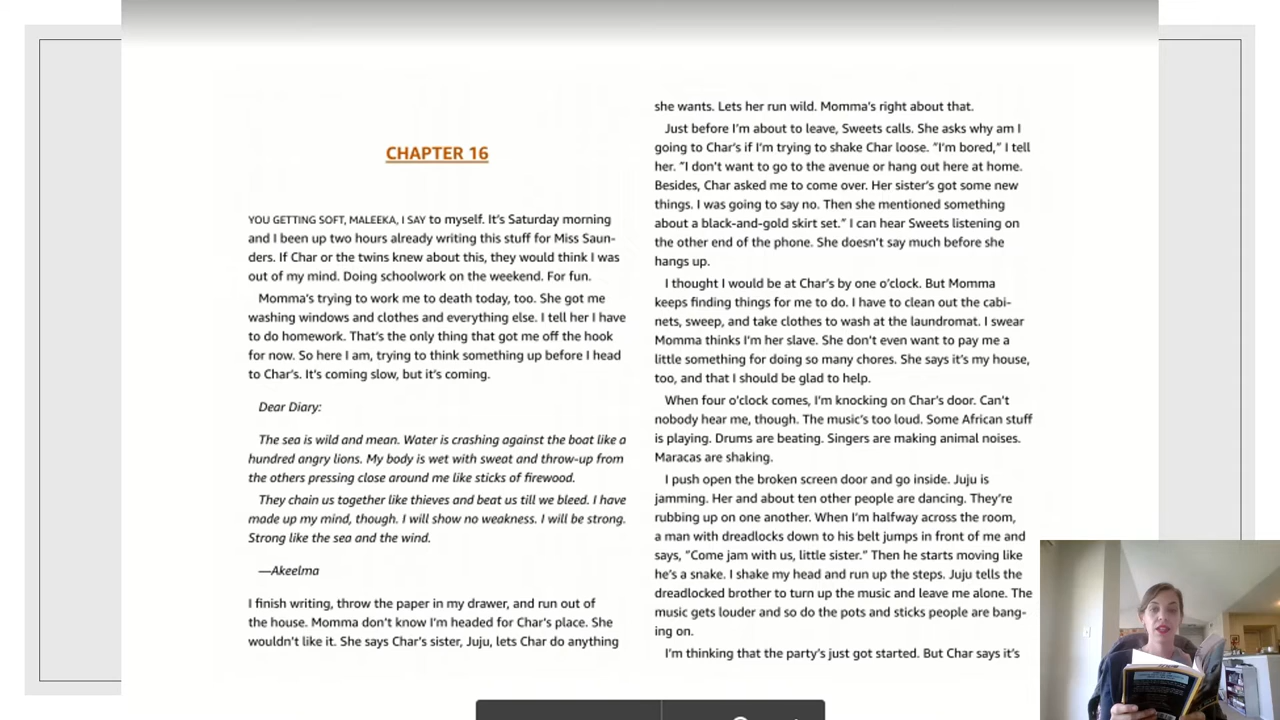 CHAPTER 16
YOU GETTING SOFT, MALEEKA, I SAY to myself. It's Saturday morning
and I been up two hours already writing this stuff for Miss Saun-
ders. If Char or the twins knew about this, they would think I was
out of my mind. Doing schoolwork on the weekend. For fun.
Momma's trying to work me to death today, too. She got me
washing windows and clothes and everything else. I tell her I have
to do homework. That's the only thing that got me off the hook
for now. So here I am, trying to think something up before I head
to Char's. It's coming slow, but it's coming.
Dear Diary:
The sea is wild and mean. Water is crashing against the boat like a
hundred angry lions. My body is wet with sweat and throw-up from
the others pressing close around me like sticks of firewood.
They chain us together like thieves and beat us till we bleed. I have
made up my mind, though. I will show no weakness. I will be strong.
Strong like the sea and the wind.
—Akeelma
I finish writing, throw the paper in my drawer, and run out of
the house. Momma don't know I'm headed for Char's place. She
wouldn't like it. She says Char's sister, Juju, lets Char do anything
she wants. Lets her run wild. Momma's right about that.
Just before I'm about to leave, Sweets calls. She asks why am I
going to Char's if I'm trying to shake Char loose. "I'm bored," I tell
her. "I don't want to go to the avenue or hang out here at home.
Besides, Char asked me to come over. Her sister's got some new
things. I was going to say no. Then she mentioned something
about a black-and-gold skirt set." I can hear Sweets listening on
the other end of the phone. She doesn't say much before she
hangs up.
I thought I would be at Char's by one o'clock. But Momma
keeps finding things for me to do. I have to clean out the cabi-
nets, sweep, and take clothes to wash at the laundromat. I swear
Momma thinks I'm her slave. She don't even want to pay me a
little something for doing so many chores. She says it's my house,
too, and that I should be glad to help.
When four o'clock comes, I'm knocking on Char's door. Can't
nobody hear me, though. The music's too loud. Some African stuff
is playing. Drums are beating. Singers are making animal noises.
Maracas are shaking.
I push open the broken screen door and go inside. Juju is
jamming. Her and about ten other people are dancing. They're
rubbing up on one another. When I'm halfway across the room,
a man with dreadlocks down to his belt jumps in front of me and
says, "Come jam with us, little sister." Then he starts moving like
he's a snake. I shake my head and run up the steps. Juju tells the
dreadlocked brother to turn up the music and leave me alone. The
music gets louder and so do the pots and sticks people are bang-
ing on.
I'm thinking that the party's just got started. But Char says it's